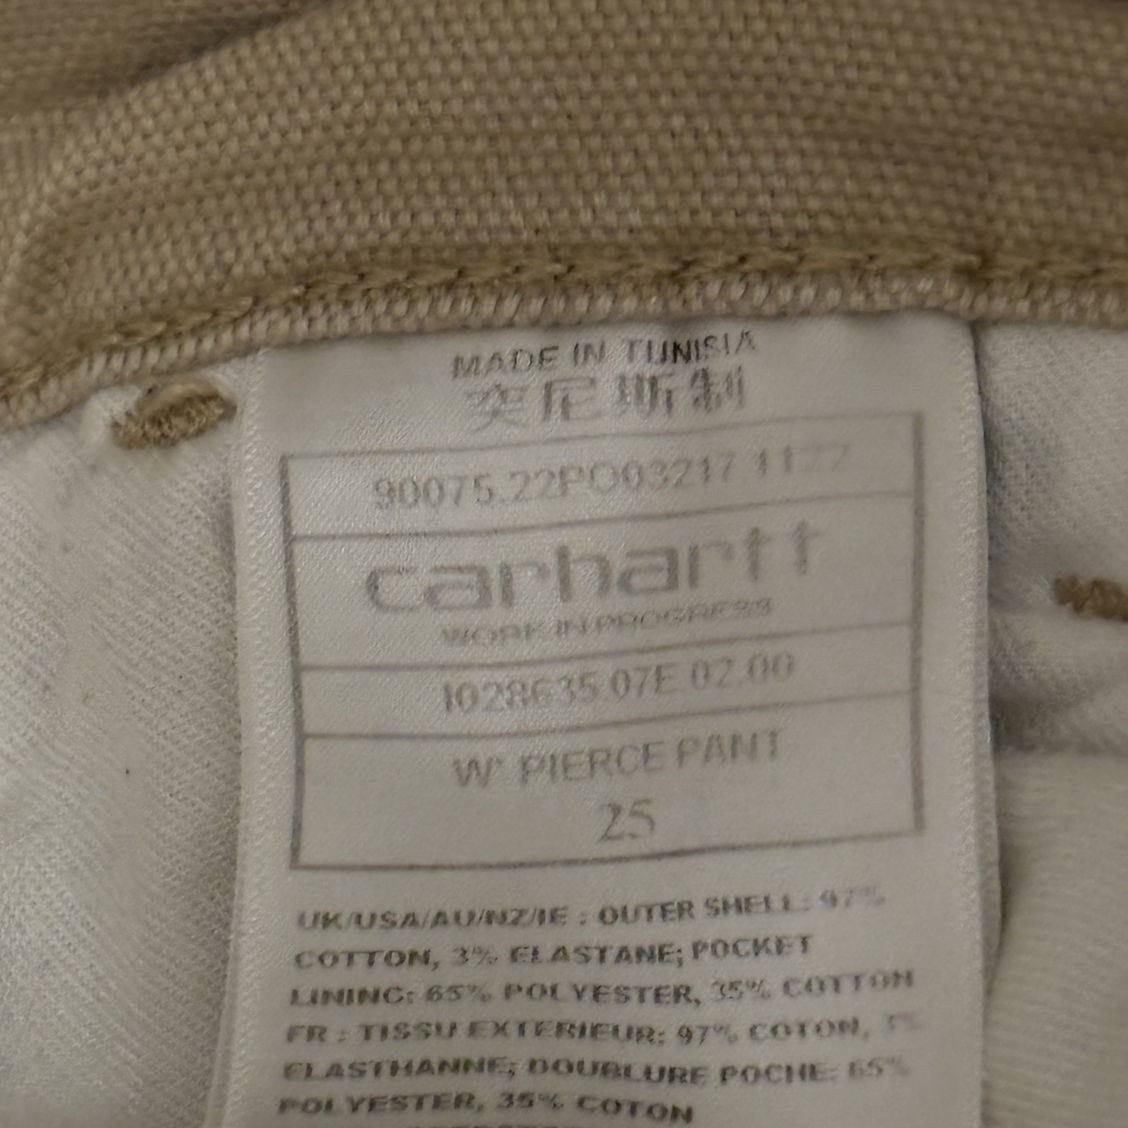 MADE IN TUNISIA
突尼斯制
90075.22PO03217 1122
carhartt
WORK IN PROGRESS
I028635.07E.02.00
W' PIERCE PANT
25
UK/USA/AU/NZ/IE : OUTER SHELL: 97%
COTTON, 3% ELASTANE; POCKET
LINING: 65% POLYESTER, 35% COTTON
FR : TISSU EXTERIEUR: 97% COTON, 3%
ELASTHANNE; DOUBLURE POCHE: 65%
POLYESTER, 35% COTON